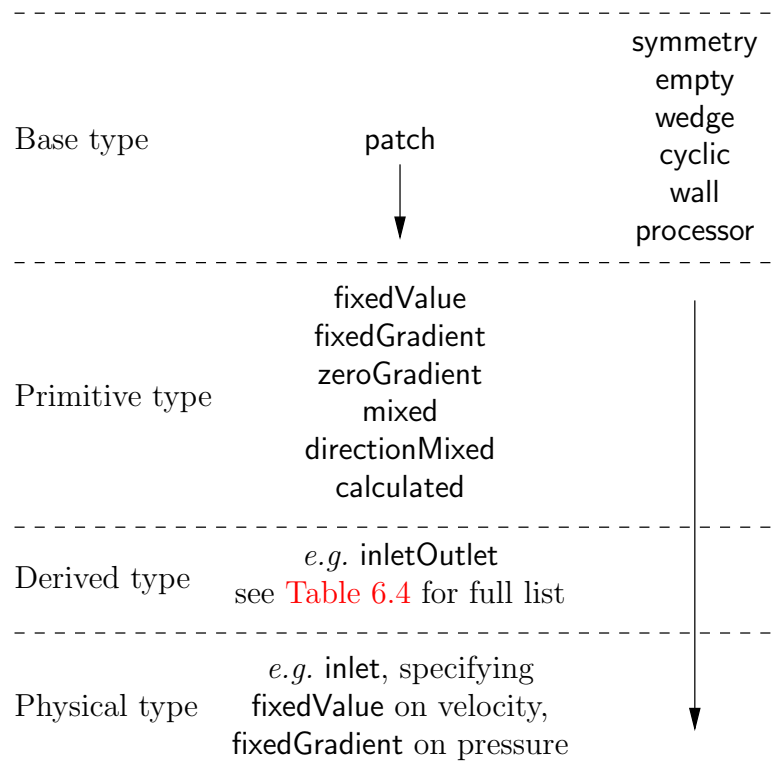 symmetry
empty
wedge
Base type patch cyclic
wall
processor
fixedValue
fixedGradient
zeroGradient
Primitive type mixed
directionMixed
calculated
e.g. inletOutlet
Derived type see Table 6.4 for full list
e.g. inlet, specifying
Physical type fixedValue on velocity,
fixedGradient on pressure